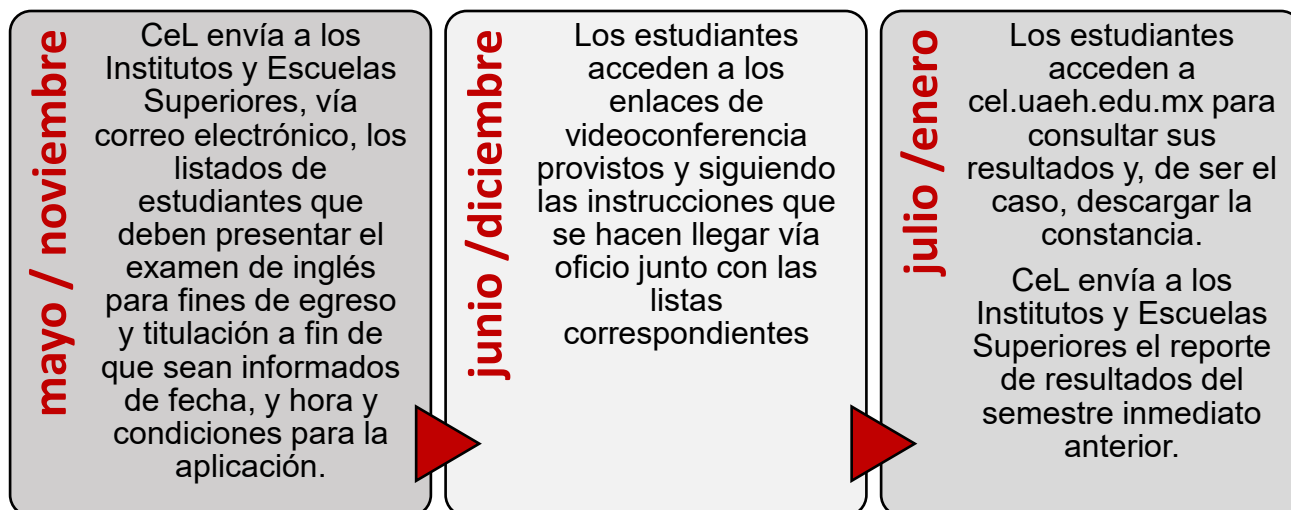 mayo / noviembre
CeL envía a los
Institutos y Escuelas
Superiores, vía
correo electrónico, los
listados de
estudiantes que
deben presentar el
examen de inglés
para fines de egreso
y titulación a fin de
que sean informados
de fecha, y hora y
condiciones para la
aplicación.
junio /diciembre
Los estudiantes
acceden a los
enlaces de
videoconferencia
provistos y siguiendo
las instrucciones que
se hacen llegar vía
oficio junto con las
listas
correspondientes
julio /enero
Los estudiantes
acceden a
cel.uaeh.edu.mx para
consultar sus
resultados y, de ser el
caso, descargar la
constancia.
CeL envía a los
Institutos y Escuelas
Superiores el reporte
de resultados del
semestre inmediato
anterior.